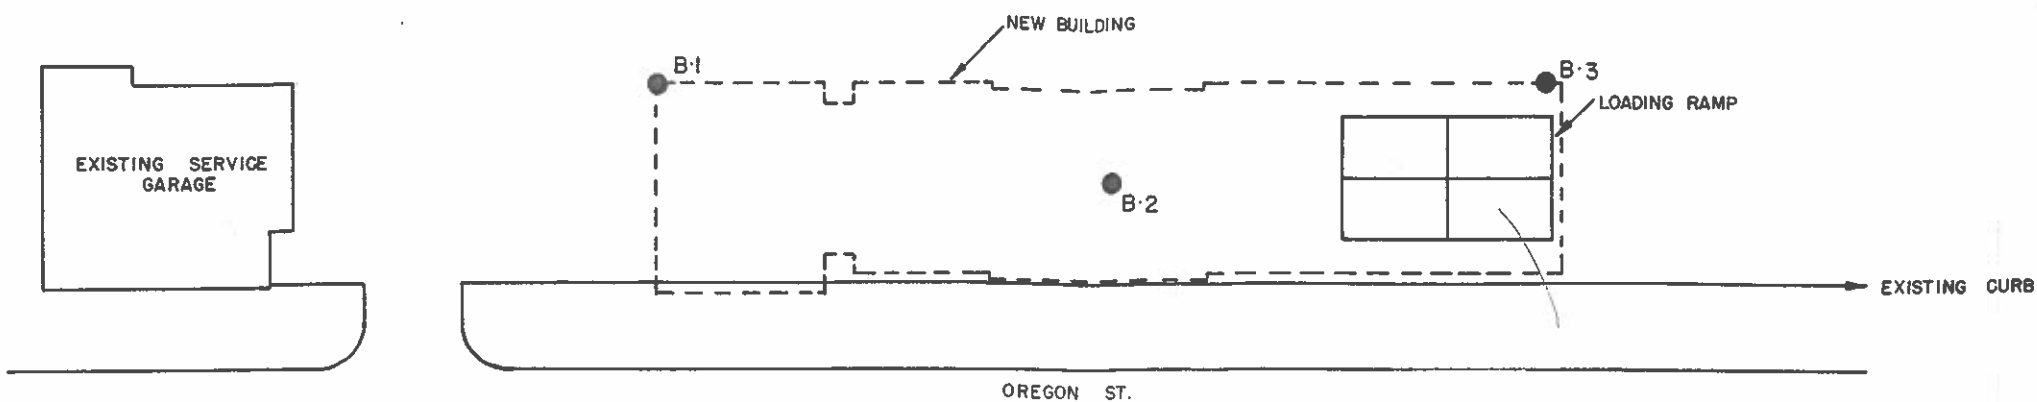 NEW BUILDING
B·1
B·3
LOADING RAMP
EXISTING SERVICE
GARAGE
B·2
EXISTING CURB
OREGON ST.